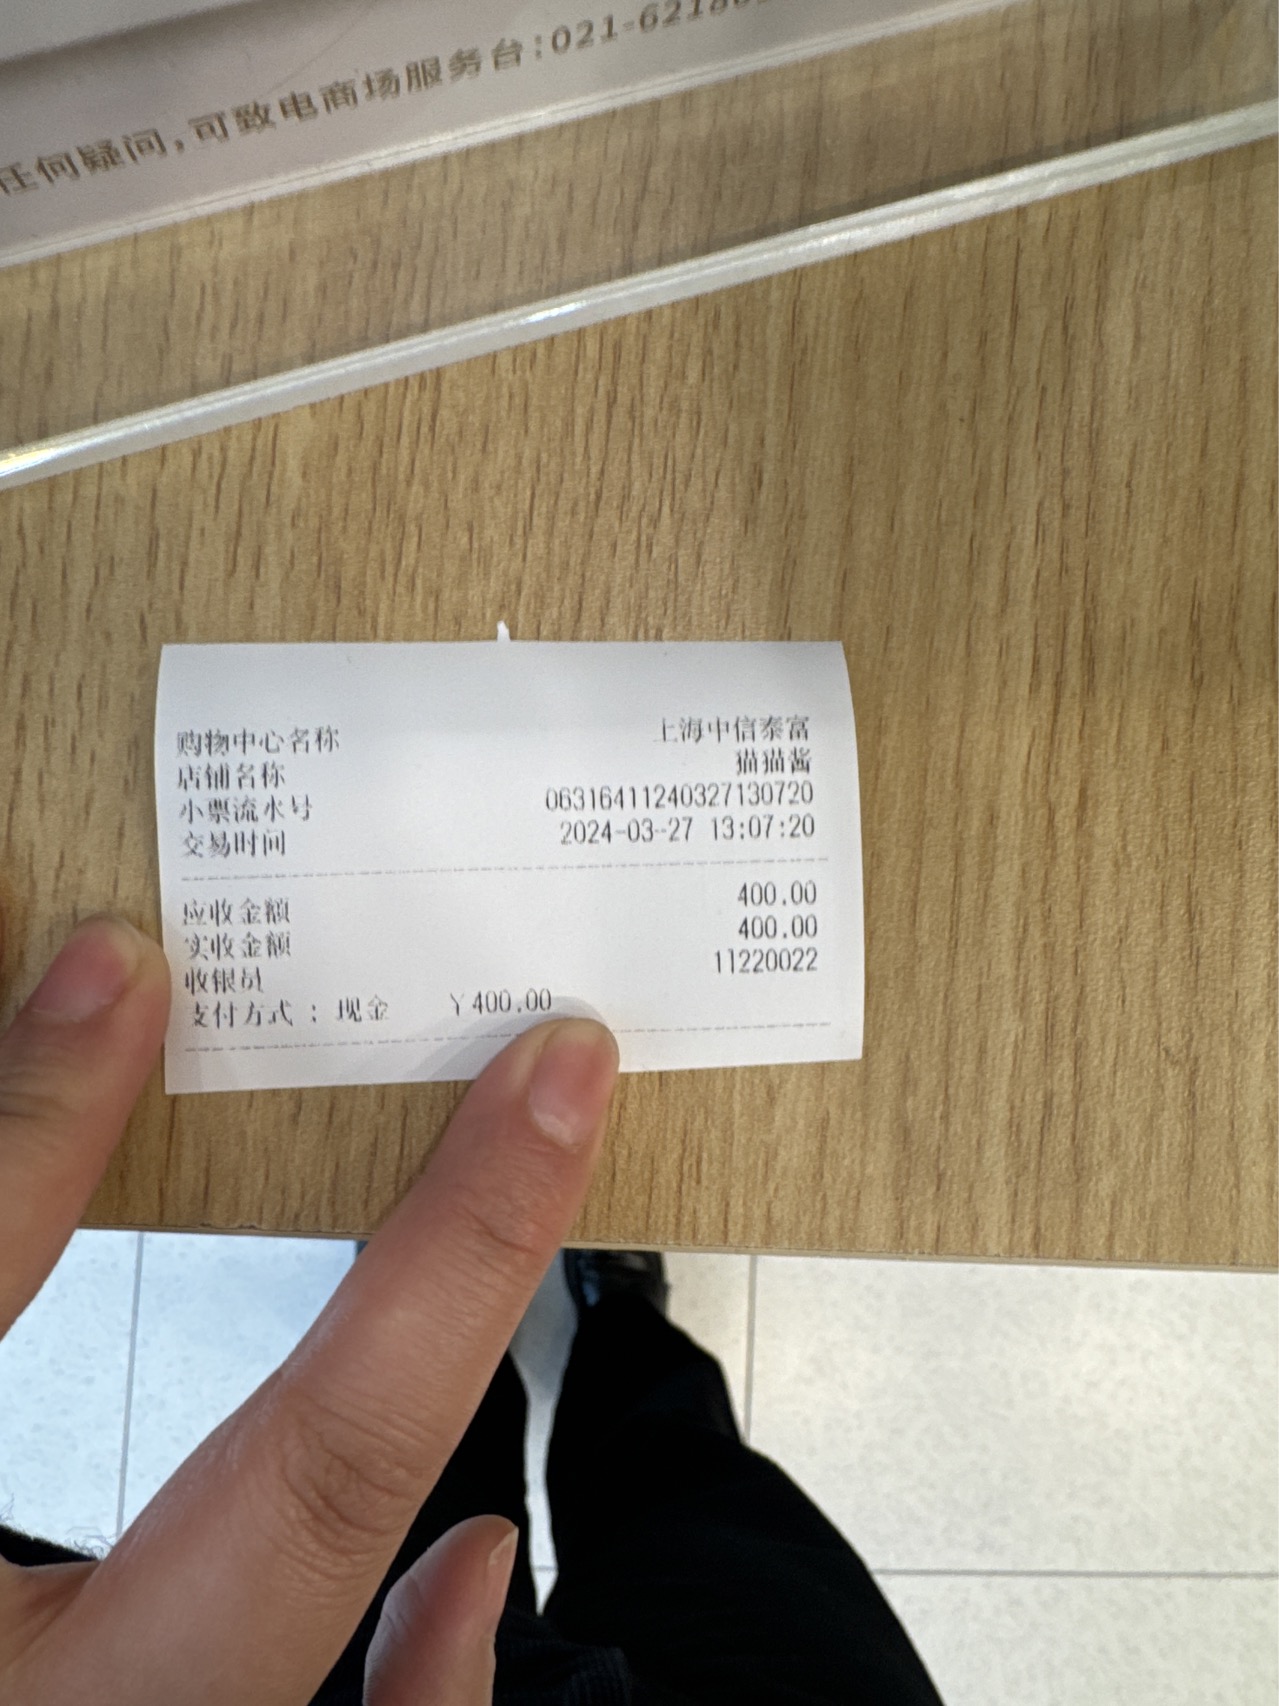 任何疑问,可致电商场服务台:021-62180
购物中心名称 上海中信泰富
店铺名称 猫猫酱
小票流水号 06316411240327130720
交易时间 2024-03-27 13:07:20
应收金额 400.00
实收金额 400.00
收银员 11220022
支付方式 : 现金 ￥400.00